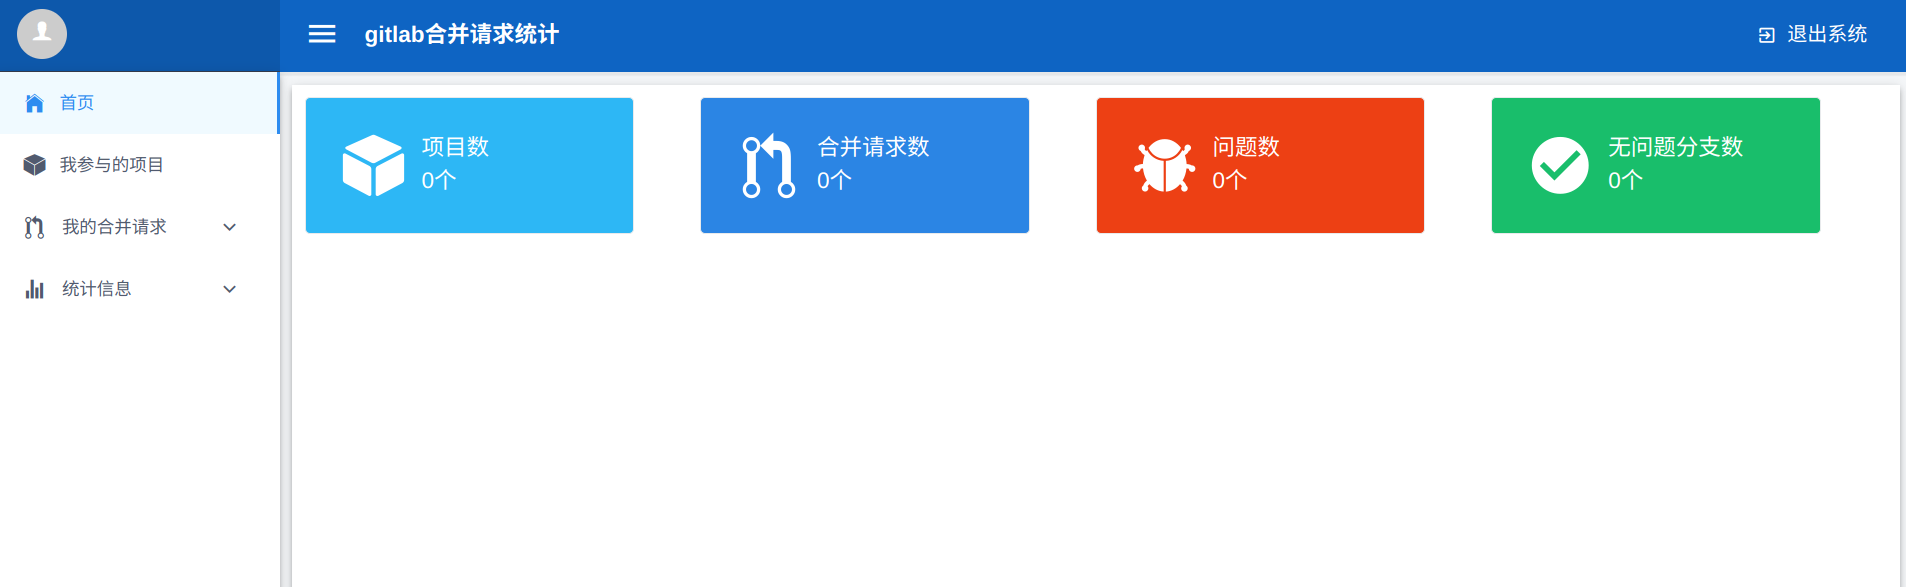 gitlab合并请求统计
退出系统
首页
我参与的项目
我的合并请求
统计信息
项目数
0个
合并请求数
0个
问题数
0个
无问题分支数
0个